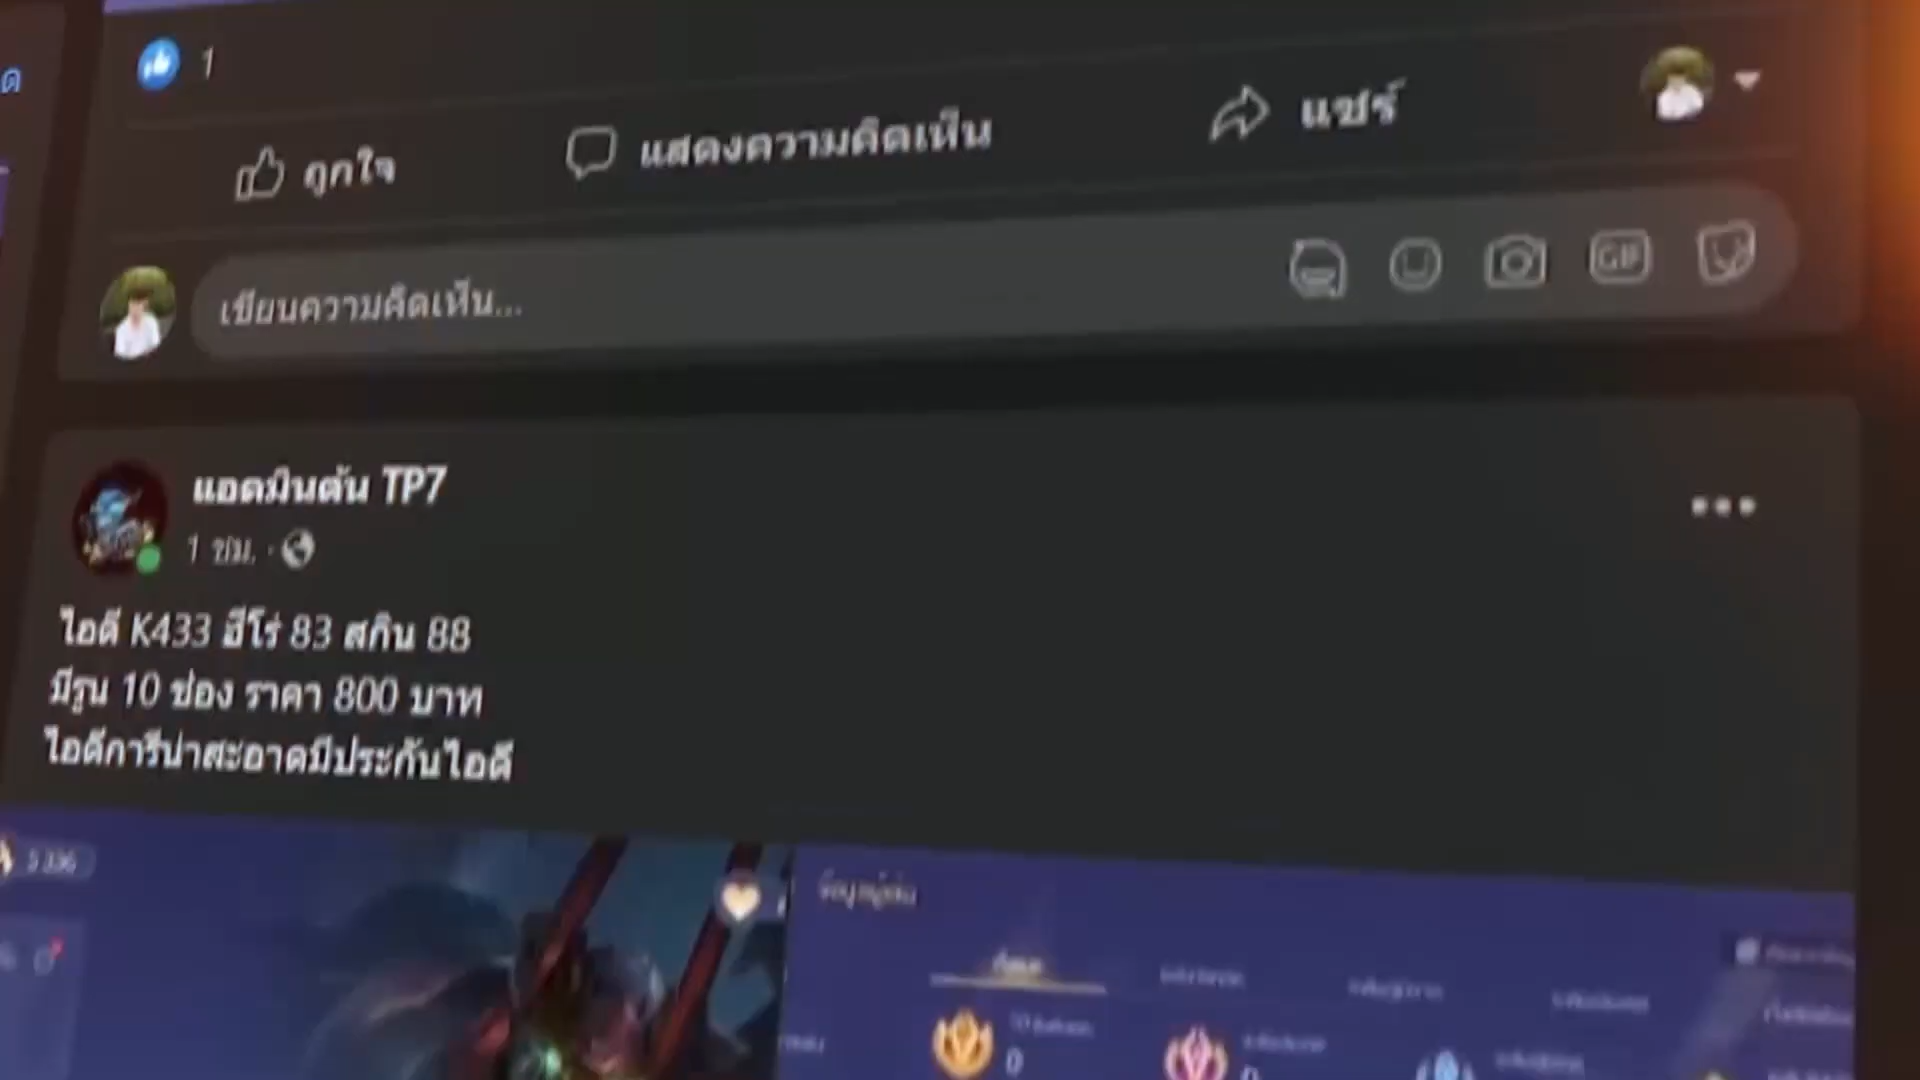 1
ถูกใจ
แสดงความคิดเห็น
แชร์
เขียนความคิดเห็น...
GIF
แอดมินต้น TP7
1 ชม.
ไอดี K433 ฮีโร่ 83 สกิน 88
มีรูน 10 ช่อง ราคา 800 บาท
ไอดีการีน่าสะอาดมีประกันไอดี
0